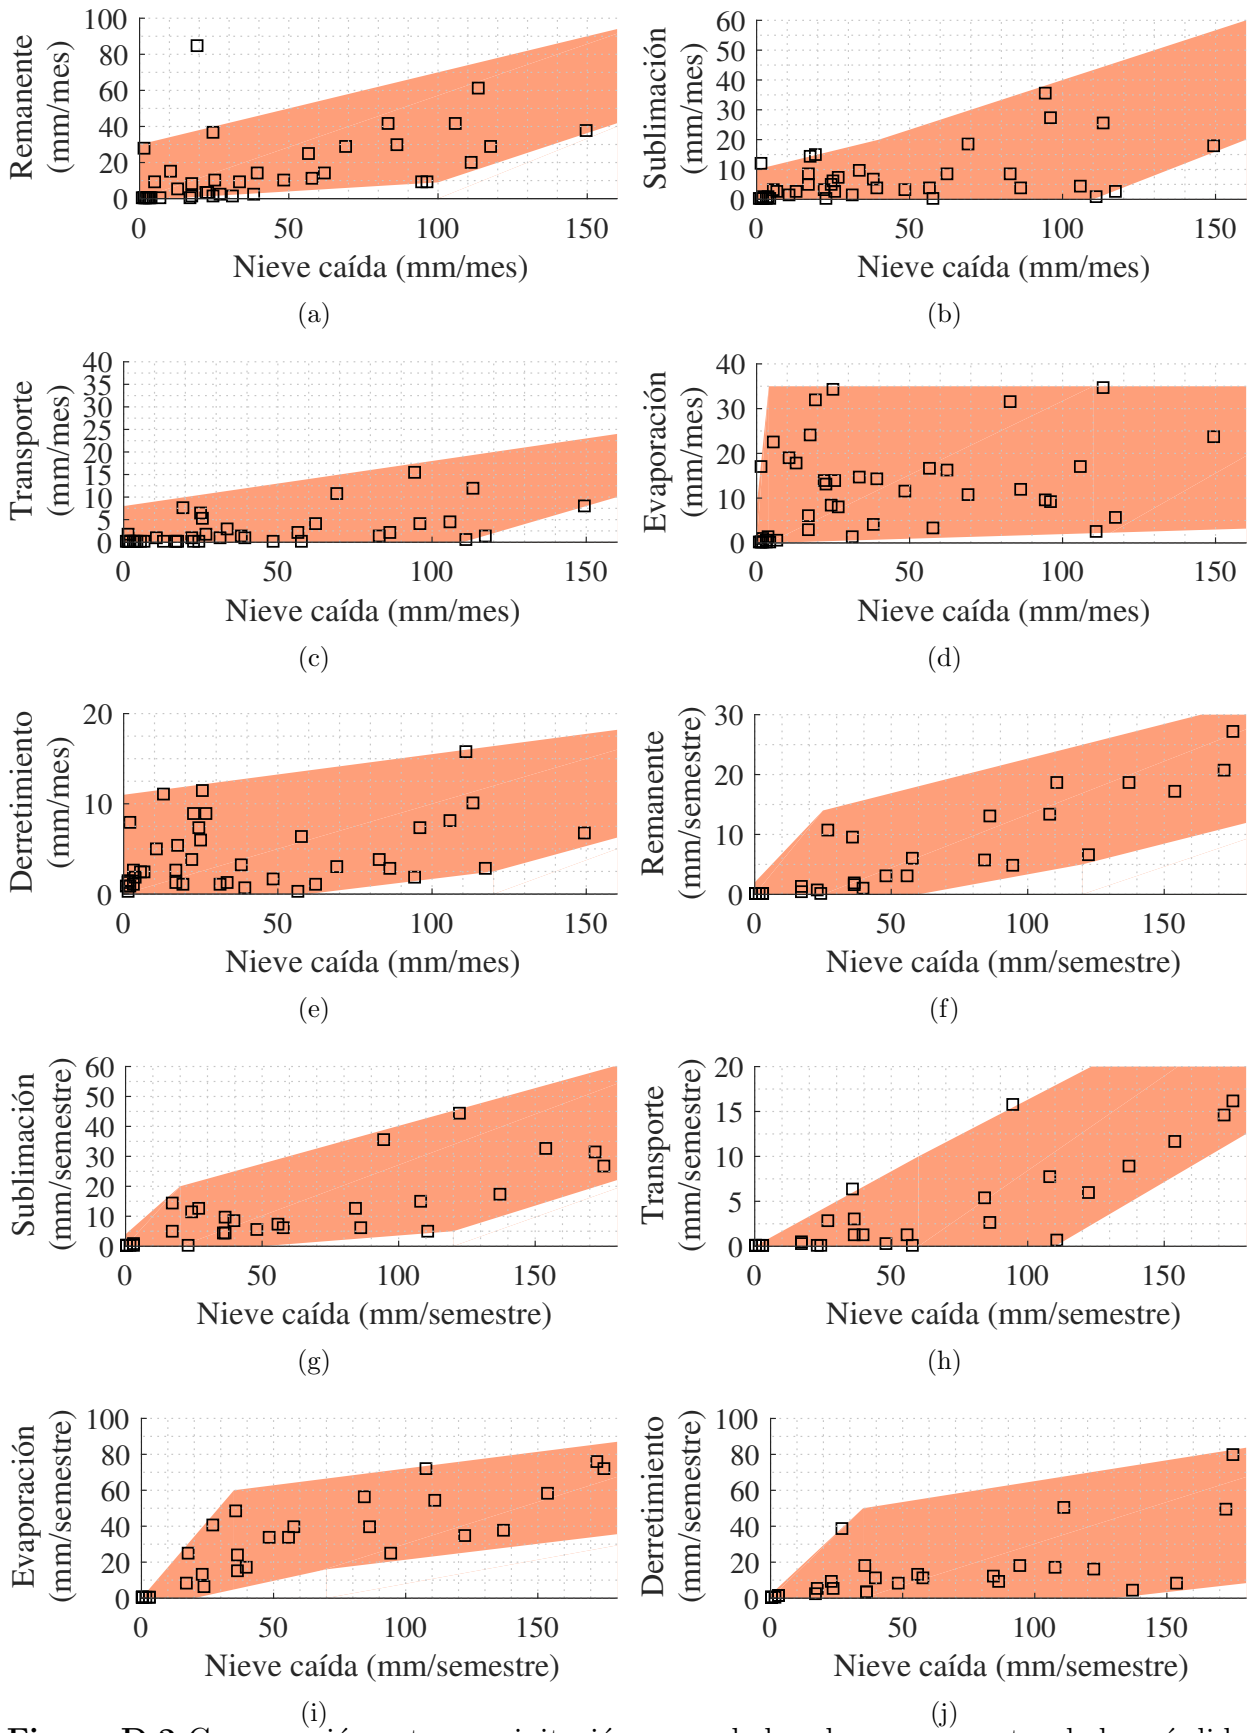 Remanente
(mm/mes)
100
80
60
40
20
0
0 50 100 150
Nieve caída (mm/mes)
(a)
Sublimación
(mm/mes)
60
50
40
30
20
10
0
0 50 100 150
Nieve caída (mm/mes)
(b)
Transporte
(mm/mes)
40
35
30
25
20
15
10
5
0
0 50 100 150
Nieve caída (mm/mes)
(c)
Evaporación
(mm/mes)
40
30
20
10
0
0 50 100 150
Nieve caída (mm/mes)
(d)
Derretimiento
(mm/mes)
20
10
0
0 50 100 150
Nieve caída (mm/mes)
(e)
Remanente
(mm/semestre)
30
20
10
0
0 50 100 150
Nieve caída (mm/semestre)
(f)
Sublimación
(mm/semestre)
60
50
40
30
20
10
0
0 50 100 150
Nieve caída (mm/semestre)
(g)
Transporte
(mm/semestre)
20
15
10
5
0
0 50 100 150
Nieve caída (mm/semestre)
(h)
Evaporación
(mm/semestre)
100
80
60
40
20
0
0 50 100 150
Nieve caída (mm/semestre)
(i)
Derretimiento
(mm/semestre)
100
80
60
40
20
0
0 50 100 150
Nieve caída (mm/semestre)
(j)
Comparación entre precipitación